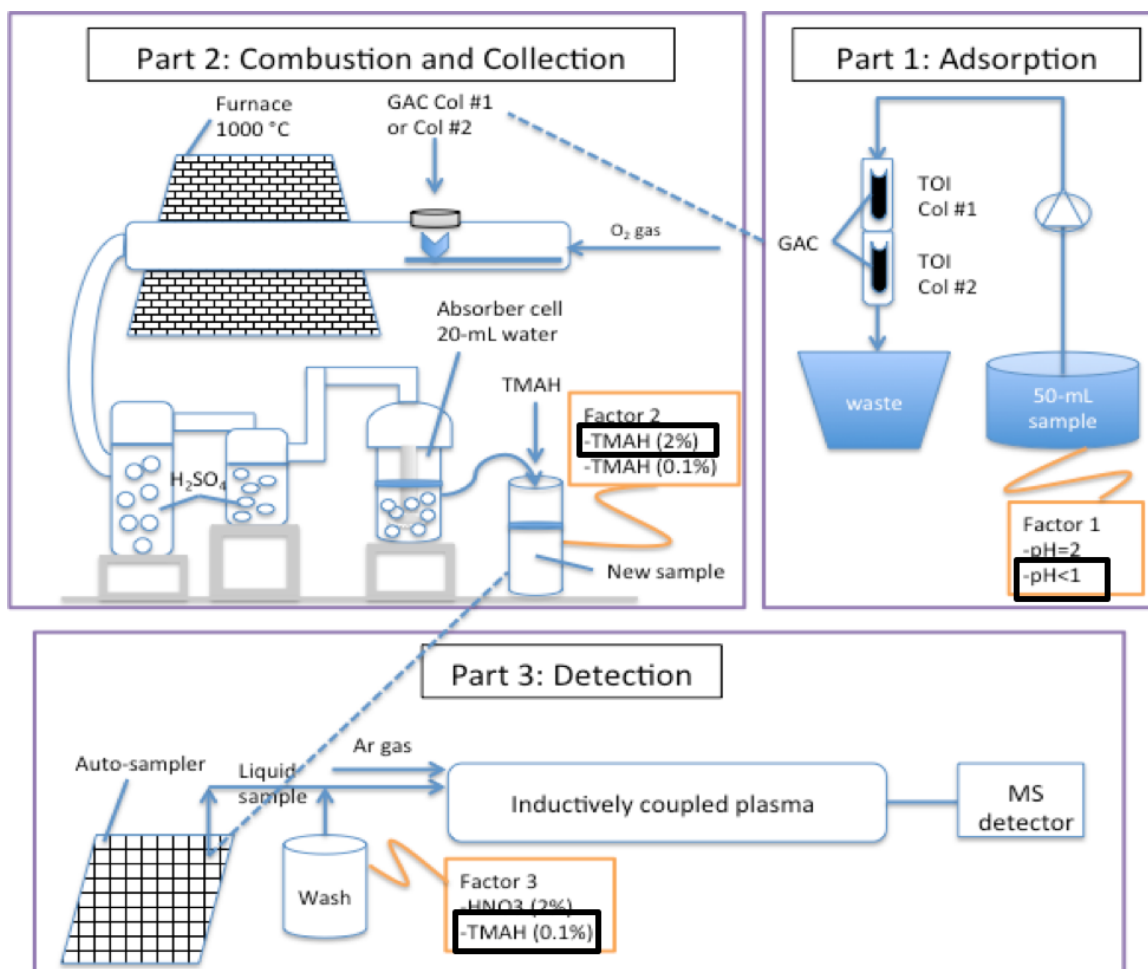 Part 2: Combustion and Collection
Furnace
1000 °C
GAC Col #1
or Col #2
O₂ gas
Absorber cell
20-mL water
TMAH
Factor 2
-TMAH (2%)
-TMAH (0.1%)
H₂SO₄
New sample
Part 1: Adsorption
TOI
Col #1
GAC
TOI
Col #2
waste
50-mL
sample
Factor 1
-pH=2
-pH<1
Part 3: Detection
Auto-sampler
Ar gas
Liquid
sample
Inductively coupled plasma
MS
detector
Wash
Factor 3
-HNO3 (2%)
-TMAH (0.1%)